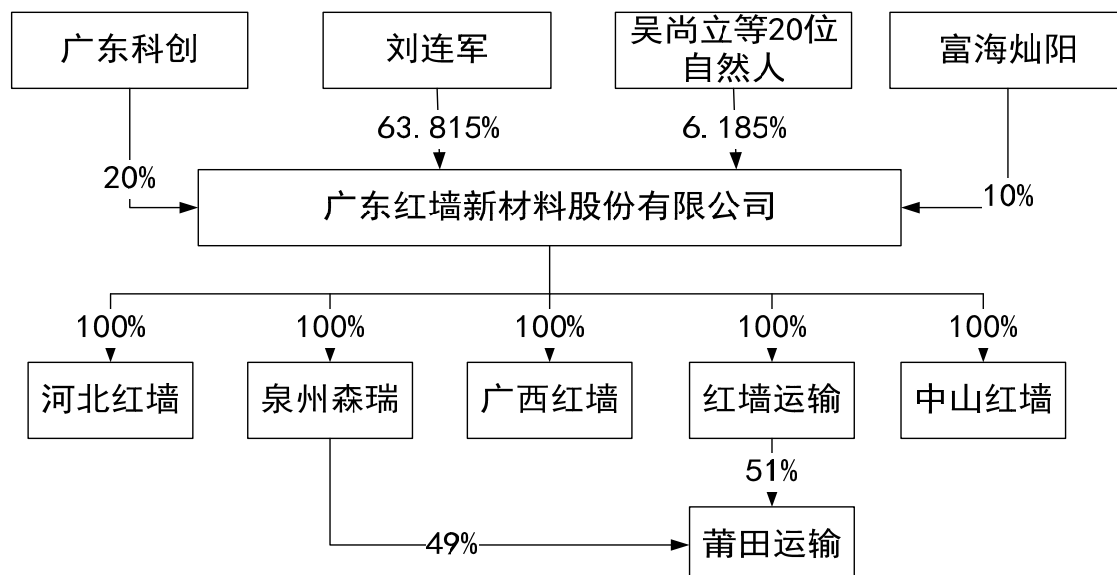 广东科创
刘连军
吴尚立等20位
自然人
富海灿阳
63.815%
6.185%
20%
10%
广东红墙新材料股份有限公司
100%
100%
100%
100%
100%
河北红墙
泉州森瑞
广西红墙
红墙运输
中山红墙
51%
49%
莆田运输